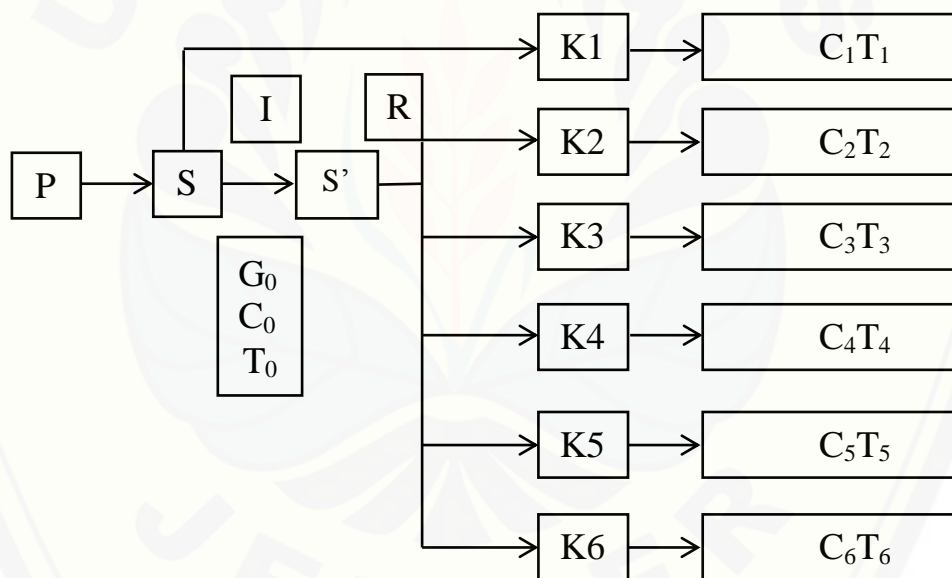 K1
C₁T₁
I
R
K2
C₂T₂
P
S
S’
K3
C₃T₃
G₀
C₀
T₀
K4
C₄T₄
K5
C₅T₅
K6
C₆T₆